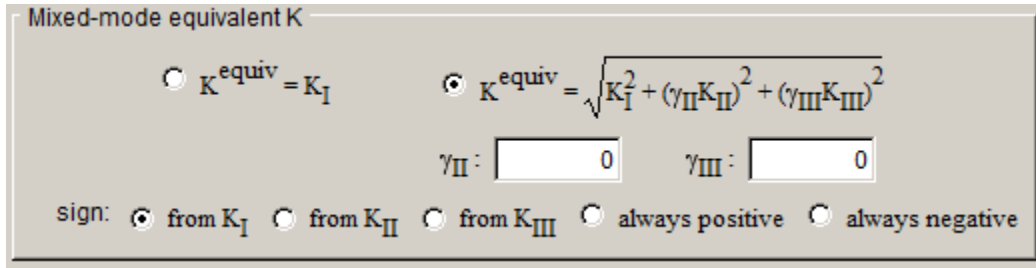 Mixed-mode equivalent K
K^equiv = K_I K^equiv = √(K_I^2 + (γ_II K_II)^2 + (γ_III K_III)^2)
γ_II : 0 γ_III : 0
sign: from K_I from K_II from K_III always positive always negative